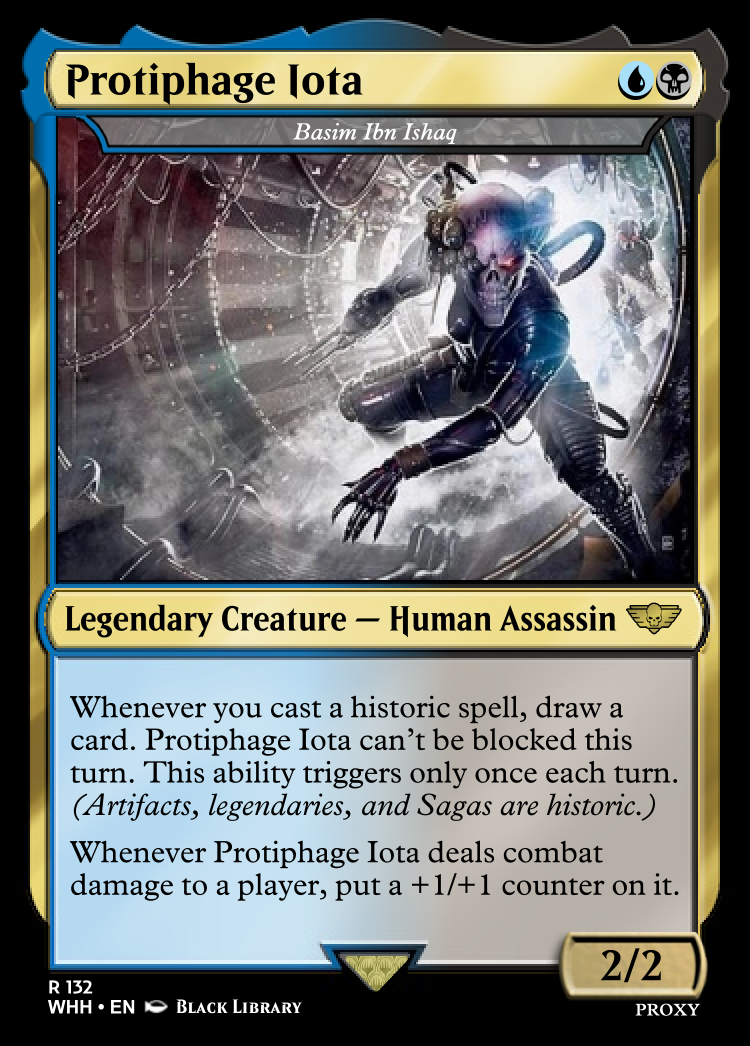 Protiphage Iota
Basim Ibn Ishaq
Legendary Creature — Human Assassin
Whenever you cast a historic spell, draw a
card. Protiphage Iota can't be blocked this
turn. This ability triggers only once each turn.
(Artifacts, legendaries, and Sagas are historic.)
Whenever Protiphage Iota deals combat
damage to a player, put a +1/+1 counter on it.
2/2
R 132
WHH • EN BLACK LIBRARY
PROXY